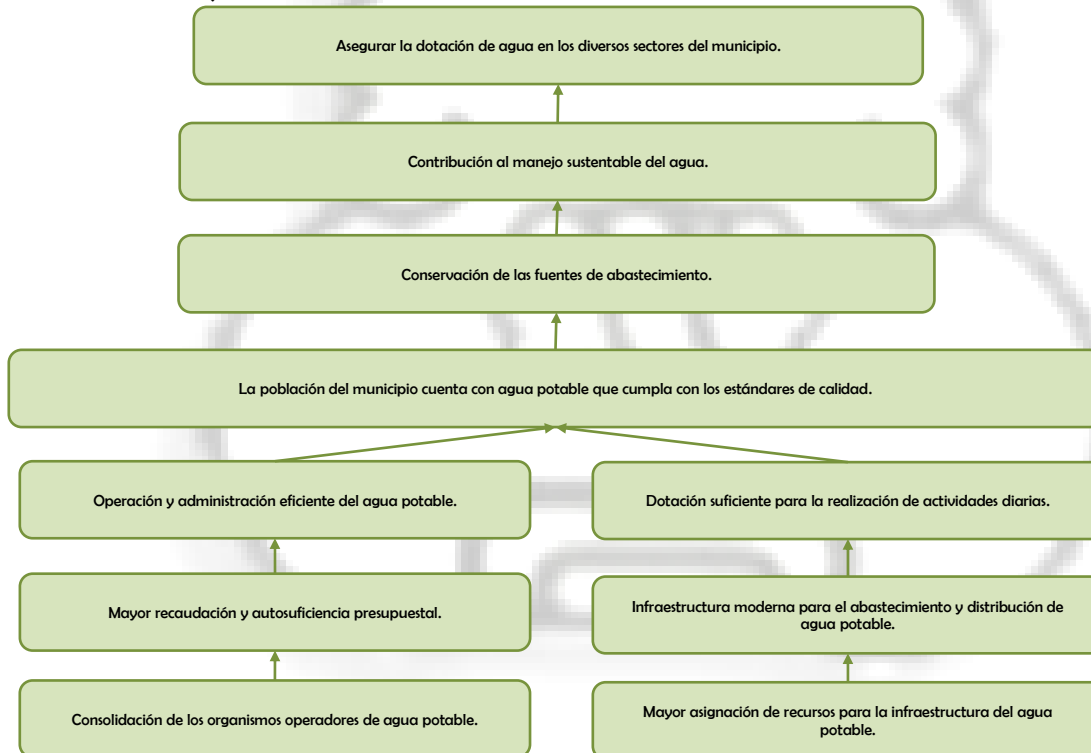 Asegurar la dotación de agua en los diversos sectores del municipio.
Contribución al manejo sustentable del agua.
Conservación de las fuentes de abastecimiento.
La población del municipio cuenta con agua potable que cumpla con los estándares de calidad.
Operación y administración eficiente del agua potable.
Dotación suficiente para la realización de actividades diarias.
Mayor recaudación y autosuficiencia presupuestal.
Infraestructura moderna para el abastecimiento y distribución de
agua potable.
Consolidación de los organismos operadores de agua potable.
Mayor asignación de recursos para la infraestructura del agua
potable.